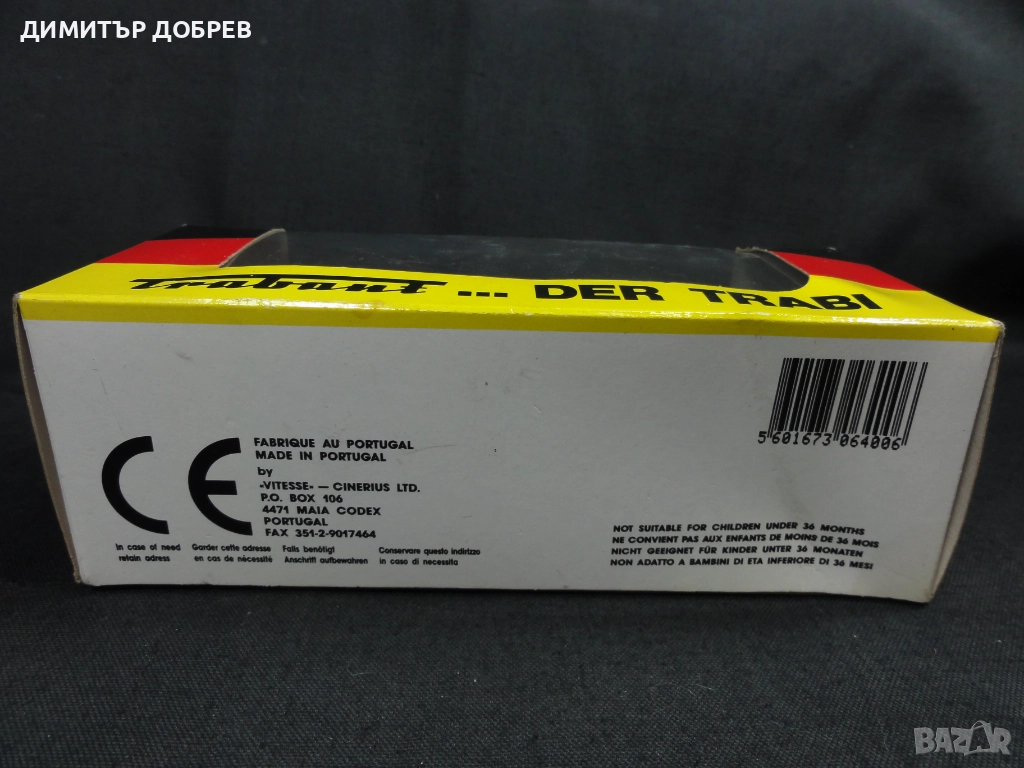 ДИМИТЪР ДОБРЕВ
Trabant ... DER TRABI
5 601673 064006
CE
FABRIQUE AU PORTUGAL
MADE IN PORTUGAL
by
«VITESSE» — CINERIUS LTD.
P.O. BOX 106
4471 MAIA CODEX
PORTUGAL
FAX 351-2-9017464
In case of need
retain adress
Garder cette adresse
en cas de nécessité
Falls benötigt
Anschrift aufbewahren
Conservare questo indirizzo
in caso di necessita
NOT SUITABLE FOR CHILDREN UNDER 36 MONTHS
NE CONVIENT PAS AUX ENFANTS DE MOINS DE 36 MOIS
NICHT GEEIGNET FÜR KINDER UNTER 36 MONATEN
NON ADATTO A BAMBINI DI ETA INFERIORE DI 36 MESI
BAZAR